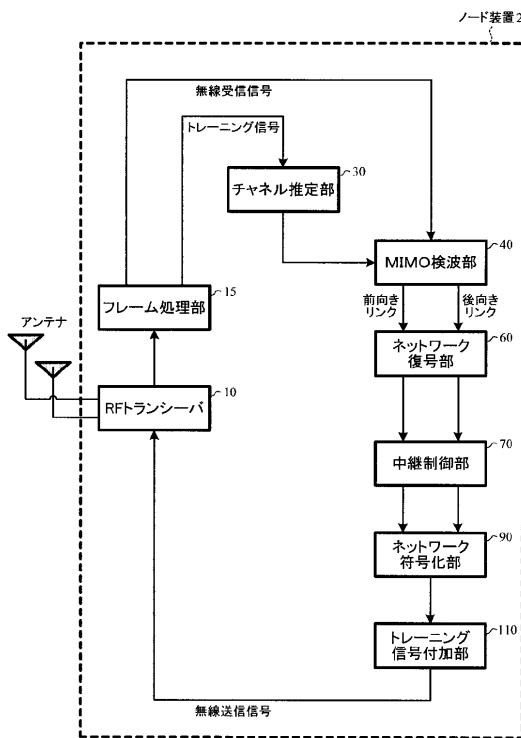 ノード装置2
無線受信信号
トレーニング信号
30
チャネル推定部
40
MIMO検波部
15
フレーム処理部
前向き
リンク
後向き
リンク
アンテナ
60
ネットワーク
復号部
10
RFトランシーバ
70
中継制御部
90
ネットワーク
符号化部
110
トレーニング
信号付加部
無線送信信号